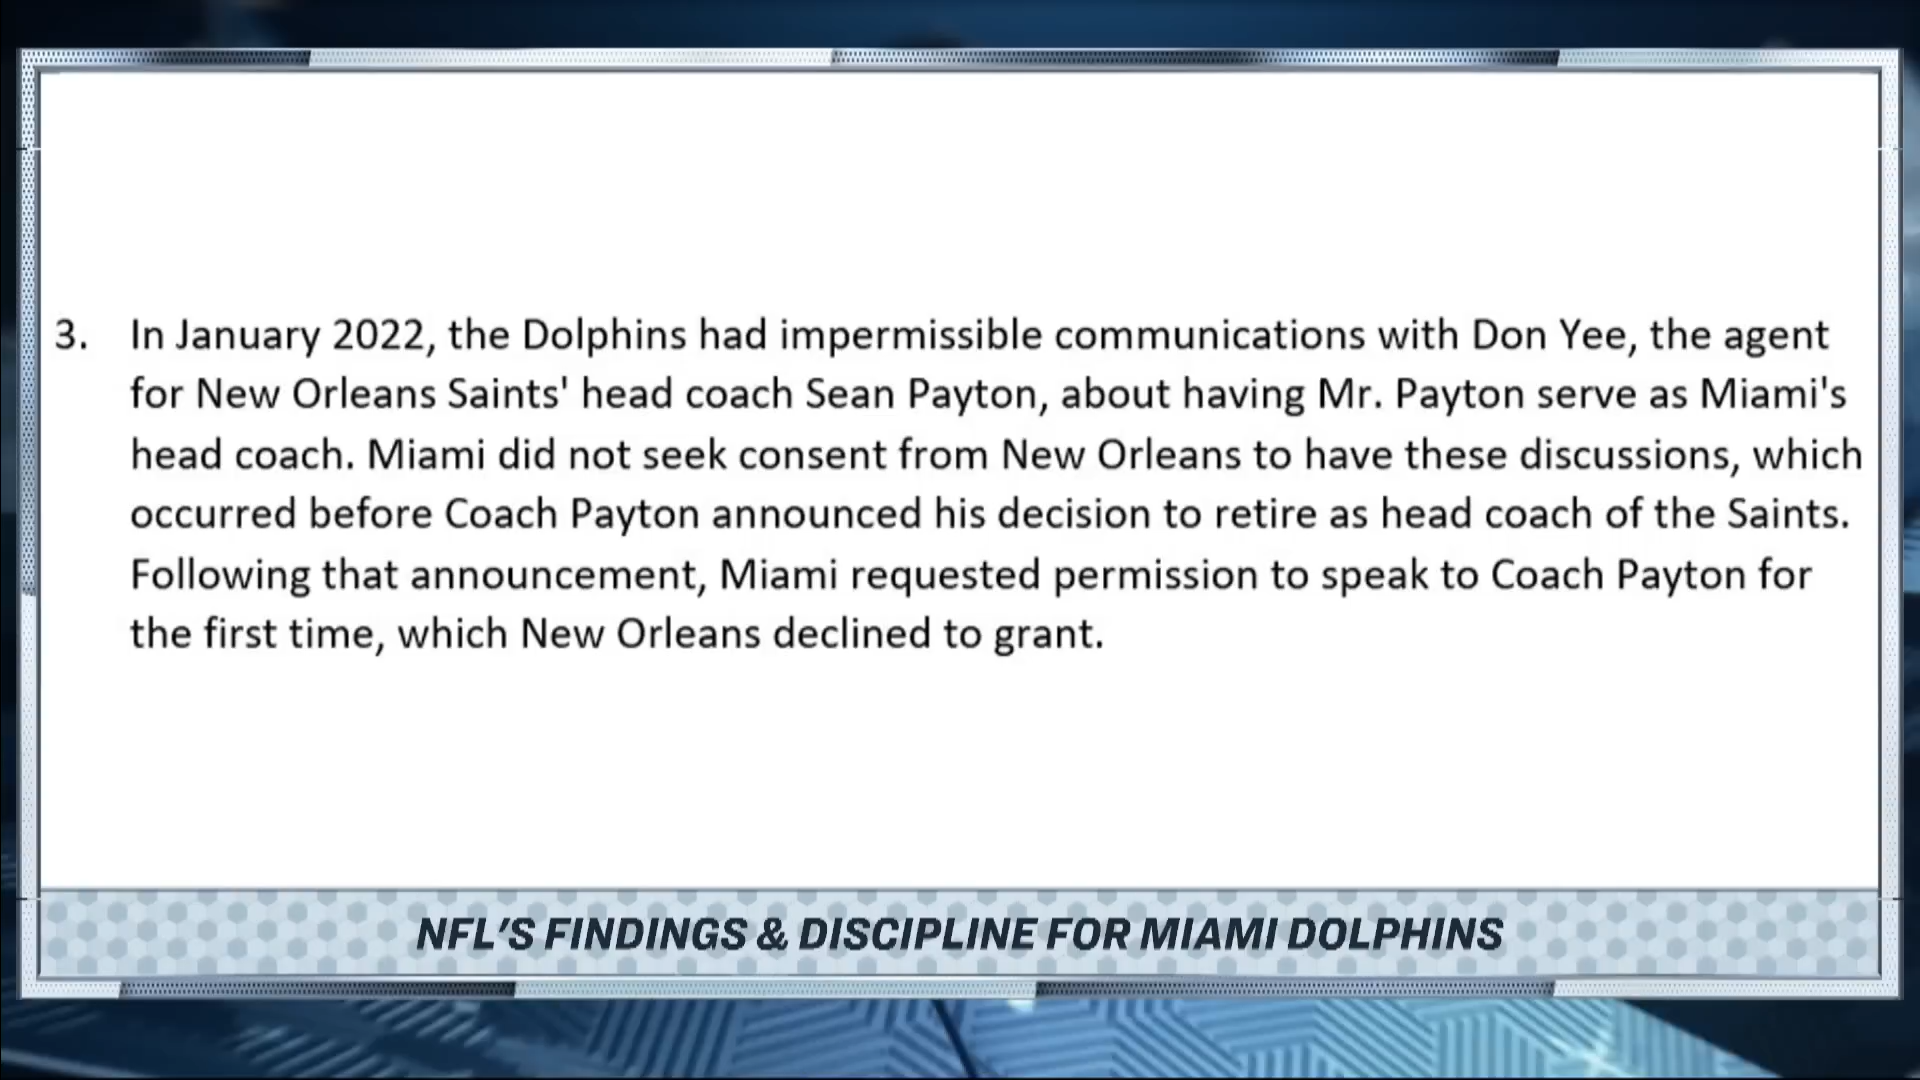 3. In January 2022, the Dolphins had impermissible communications with Don Yee, the agent
for New Orleans Saints' head coach Sean Payton, about having Mr. Payton serve as Miami's
head coach. Miami did not seek consent from New Orleans to have these discussions, which
occurred before Coach Payton announced his decision to retire as head coach of the Saints.
Following that announcement, Miami requested permission to speak to Coach Payton for
the first time, which New Orleans declined to grant.
NFL'S FINDINGS & DISCIPLINE FOR MIAMI DOLPHINS